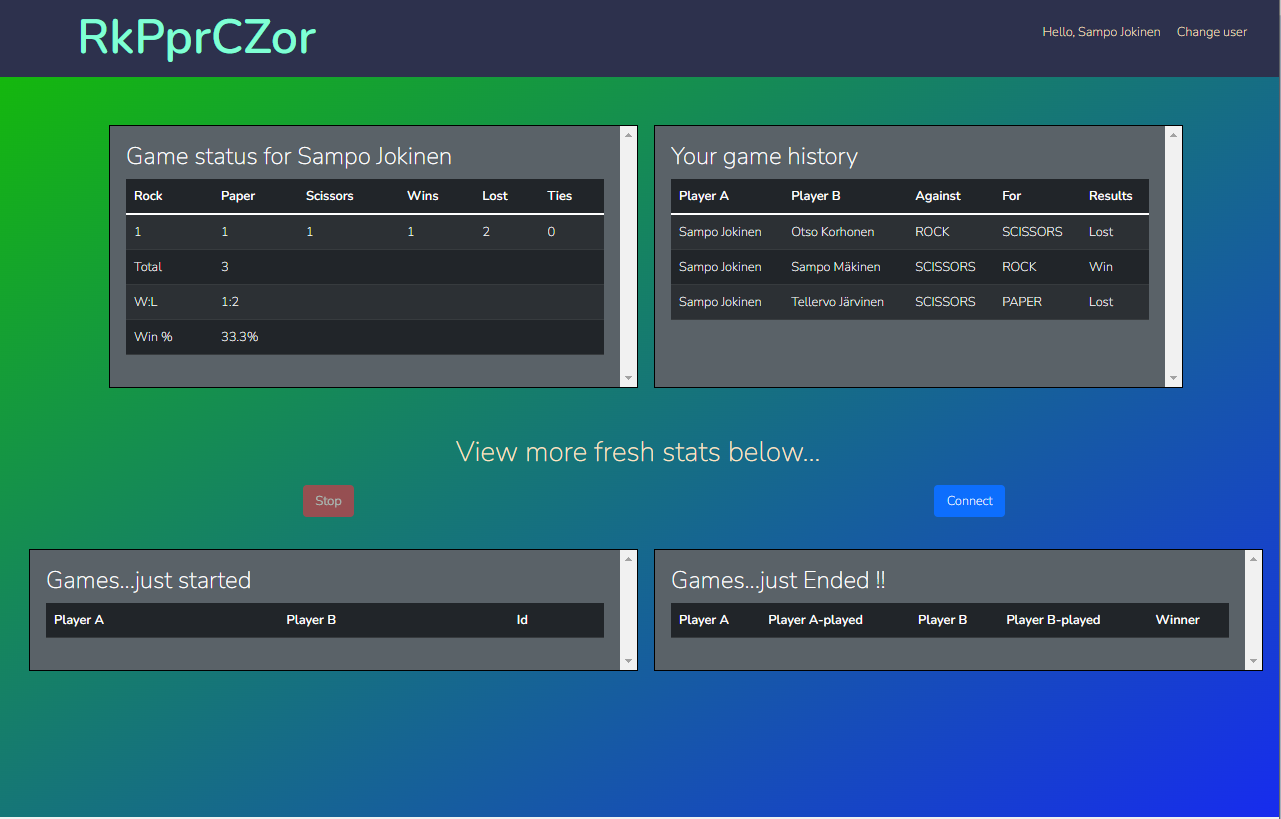 RkPprCZor
Hello, Sampo Jokinen Change user
Game status for Sampo Jokinen
Rock Paper Scissors Wins Lost Ties
1 1 1 1 2 0
Total 3
W:L 1:2
Win % 33.3%
Your game history
Player A Player B Against For Results
Sampo Jokinen Otso Korhonen ROCK SCISSORS Lost
Sampo Jokinen Sampo Mäkinen SCISSORS ROCK Win
Sampo Jokinen Tellervo Järvinen SCISSORS PAPER Lost
View more fresh stats below...
Stop Connect
Games...just started
Player A Player B Id
Games...just Ended !!
Player A Player A-played Player B Player B-played Winner